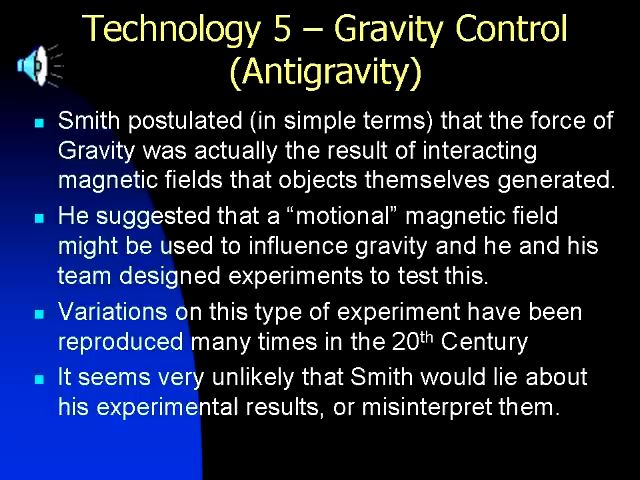 Technology 5 – Gravity Control
(Antigravity)
Smith postulated (in simple terms) that the force of
Gravity was actually the result of interacting
magnetic fields that objects themselves generated.
He suggested that a “motional” magnetic field
might be used to influence gravity and he and his
team designed experiments to test this.
Variations on this type of experiment have been
reproduced many times in the 20th Century
It seems very unlikely that Smith would lie about
his experimental results, or misinterpret them.